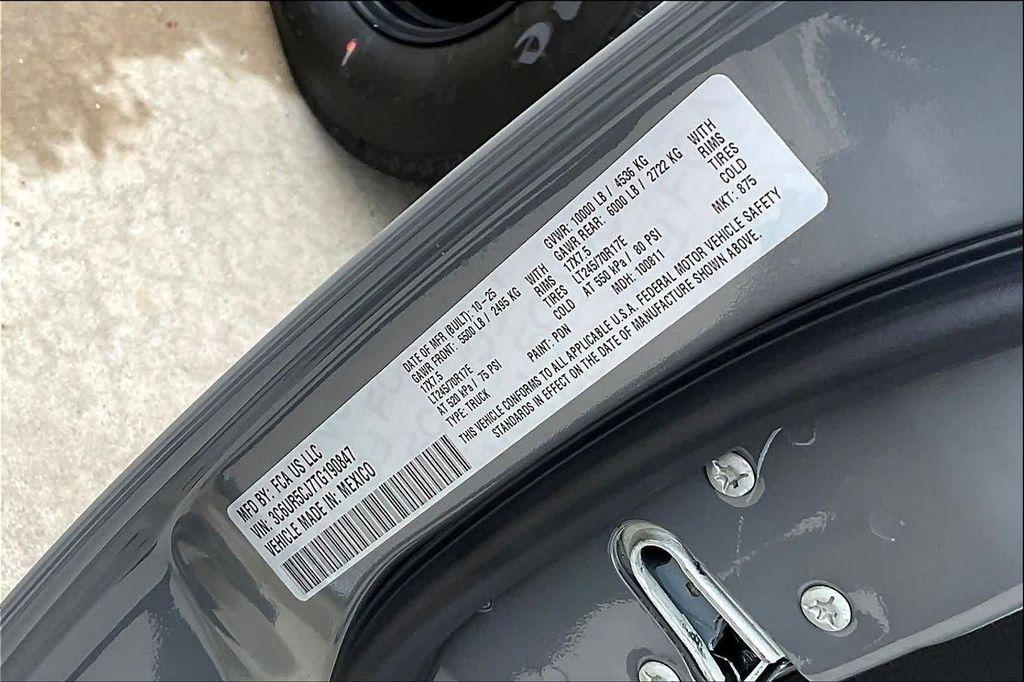 MFD BY: FCA US LLC
DATE OF MFR (BUILT): 10-25 GVWR: 10000 LB / 4536 KG
VIN: 3C6UR5CJ7TG190847
GAWR FRONT: 5500 LB / 2495 KG WITH GAWR REAR: 6000 LB / 2722 KG WITH
VEHICLE MADE IN: MEXICO
17X7.5 RIMS 17X7.5 RIMS
LT245/70R17E TIRES LT245/70R17E TIRES
AT 520 kPa / 75 PSI COLD AT 550 kPa / 80 PSI COLD
TYPE: TRUCK PAINT: PDN MDH: 100811 MKT: 875
THIS VEHICLE CONFORMS TO ALL APPLICABLE U.S.A. FEDERAL MOTOR VEHICLE SAFETY
STANDARDS IN EFFECT ON THE DATE OF MANUFACTURE SHOWN ABOVE.